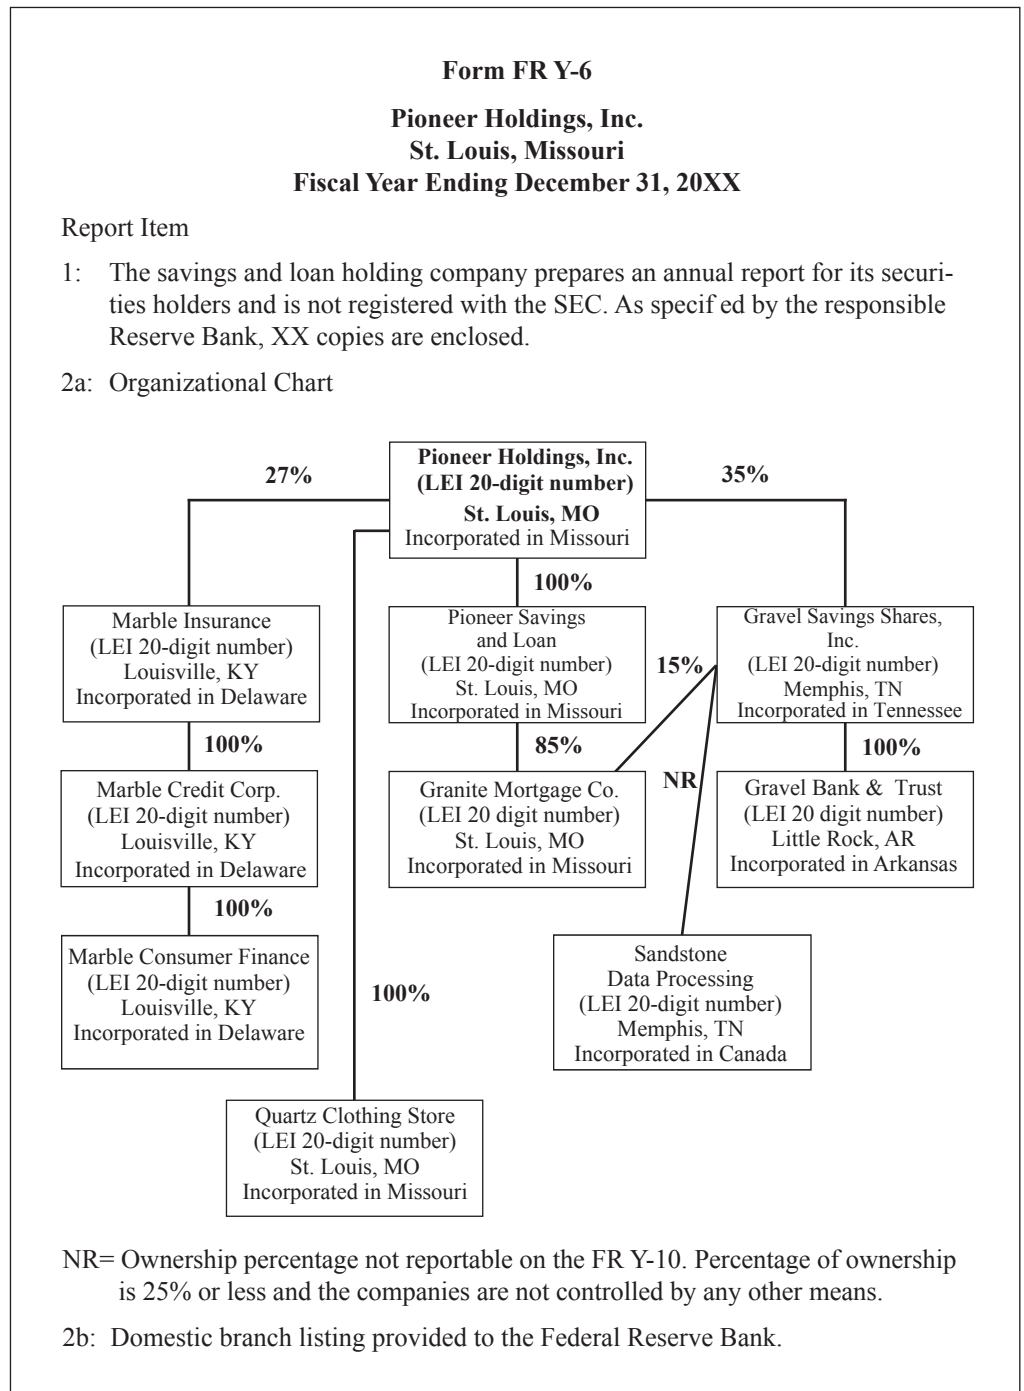 Form FR Y-6
Pioneer Holdings, Inc.
St. Louis, Missouri
Fiscal Year Ending December 31, 20XX
Report Item
1: The savings and loan holding company prepares an annual report for its securi-
ties holders and is not registered with the SEC. As specif ed by the responsible
Reserve Bank, XX copies are enclosed.
2a: Organizational Chart
Pioneer Holdings, Inc.
(LEI 20-digit number)
St. Louis, MO
Incorporated in Missouri
27%
35%
100%
Marble Insurance
(LEI 20-digit number)
Louisville, KY
Incorporated in Delaware
Pioneer Savings
and Loan
(LEI 20-digit number)
St. Louis, MO
Incorporated in Missouri
15%
Gravel Savings Shares,
Inc.
(LEI 20-digit number)
Memphis, TN
Incorporated in Tennessee
100%
85%
NR
100%
Marble Credit Corp.
(LEI 20-digit number)
Louisville, KY
Incorporated in Delaware
Granite Mortgage Co.
(LEI 20 digit number)
St. Louis, MO
Incorporated in Missouri
Gravel Bank & Trust
(LEI 20 digit number)
Little Rock, AR
Incorporated in Arkansas
100%
Marble Consumer Finance
(LEI 20-digit number)
Louisville, KY
Incorporated in Delaware
100%
Sandstone
Data Processing
(LEI 20-digit number)
Memphis, TN
Incorporated in Canada
Quartz Clothing Store
(LEI 20-digit number)
St. Louis, MO
Incorporated in Missouri
NR= Ownership percentage not reportable on the FR Y-10. Percentage of ownership
is 25% or less and the companies are not controlled by any other means.
2b: Domestic branch listing provided to the Federal Reserve Bank.